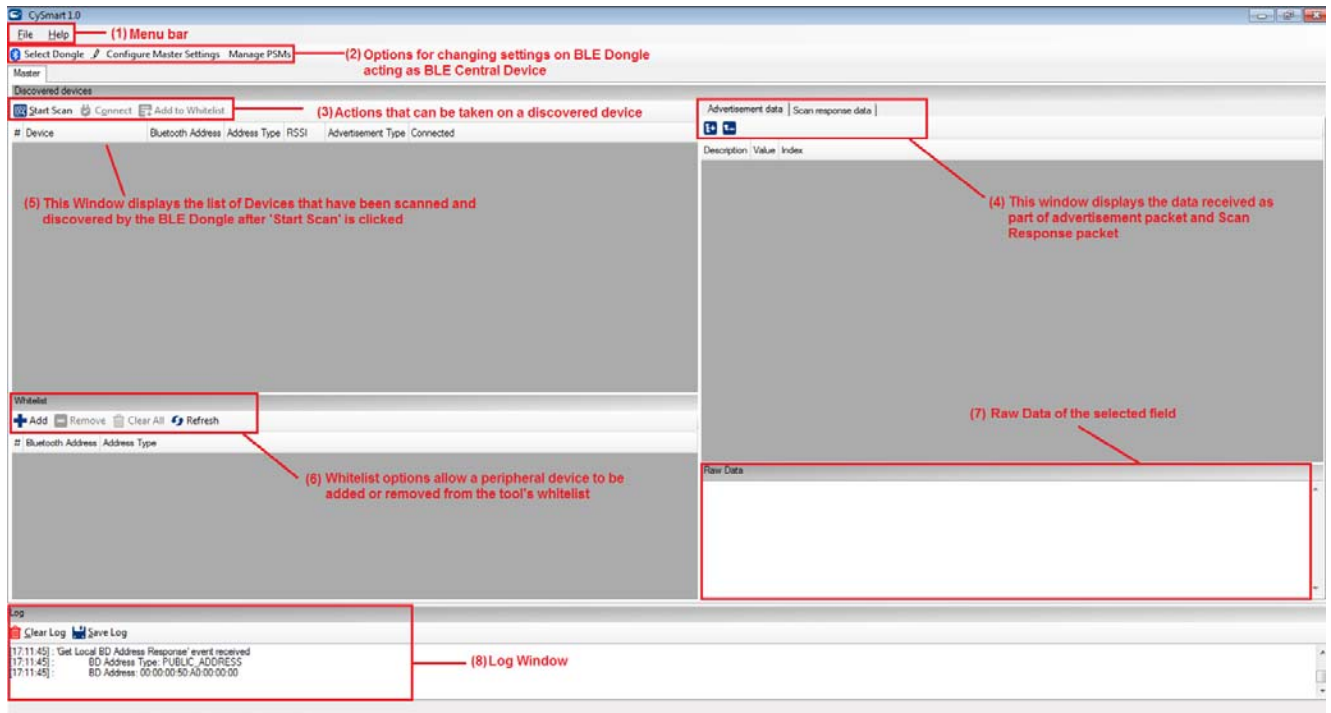 CySmart 1.0
File Help
(1) Menu bar
Select Dongle Configure Master Settings Manage PSMs
(2) Options for changing settings on BLE Dongle
acting as BLE Central Device
Master
Discovered devices
Start Scan Connect Add to Whitelist
(3) Actions that can be taken on a discovered device
# Device Bluetooth Address Address Type RSSI Advertisement Type Connected
(5) This Window displays the list of Devices that have been scanned and
discovered by the BLE Dongle after 'Start Scan' is clicked
Advertisement data Scan response data
Description Value Index
(4) This window displays the data received as
part of advertisement packet and Scan
Response packet
Whitelist
Add Remove Clear All Refresh
# Bluetooth Address Address Type
(6) Whitelist options allow a peripheral device to be
added or removed from the tool's whitelist
(7) Raw Data of the selected field
Raw Data
Log
Clear Log Save Log
[17:11:45] : 'Get Local BD Address Response' event received
[17:11:45] : BD Address Type: PUBLIC_ADDRESS
[17:11:45] : BD Address: 00:00:00:50:A0:00:00:00
(8) Log Window